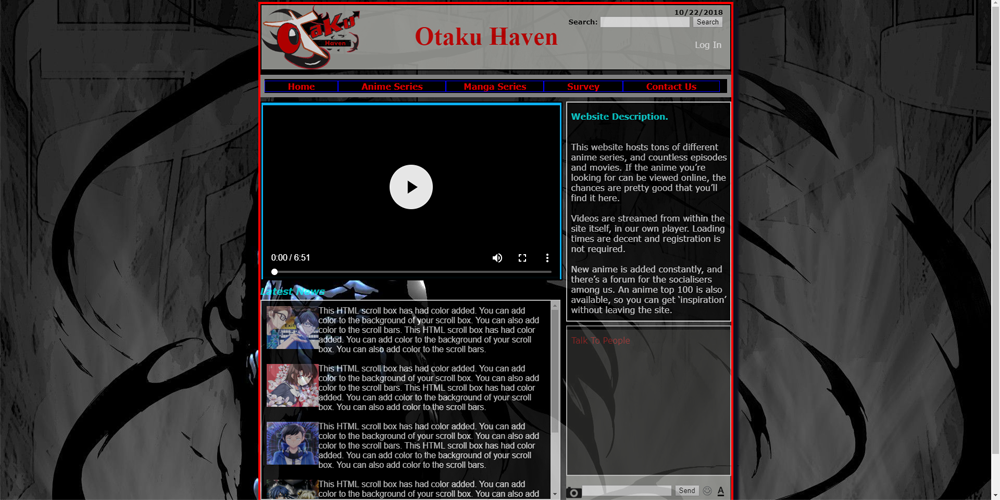 10/22/2018
Otaku
Haven
Otaku Haven
Search:
Search
Log In
Home
Anime Series
Manga Series
Survey
Contact Us
0:00 / 6:51
Website Description.
This website hosts tons of different
anime series, and countless episodes
and movies. If the anime you're
looking for can be viewed online, the
chances are pretty good that you'll
find it here.
Videos are streamed from within the
site itself, in our own player. Loading
times are decent and registration is
not required.
New anime is added constantly, and
there's a forum for the socialisers
among us. An anime top 100 is also
available, so you can get 'inspiration'
without leaving the site.
Latest News
This HTML scroll box has had color added. You can add
color to the background of your scroll box. You can also add
color to the scroll bars. This HTML scroll box has had color
added. You can add color to the background of your scroll
box. You can also add color to the scroll bars.
This HTML scroll box has had color added. You can add
color to the background of your scroll box. You can also add
color to the scroll bars. This HTML scroll box has had color
added. You can add color to the background of your scroll
box. You can also add color to the scroll bars.
This HTML scroll box has had color added. You can add
color to the background of your scroll box. You can also add
color to the scroll bars. This HTML scroll box has had color
added. You can add color to the background of your scroll
box. You can also add color to the scroll bars.
This HTML scroll box has had color added. You can add
color to the background of your scroll box. You can also add
Talk To People
Send
A